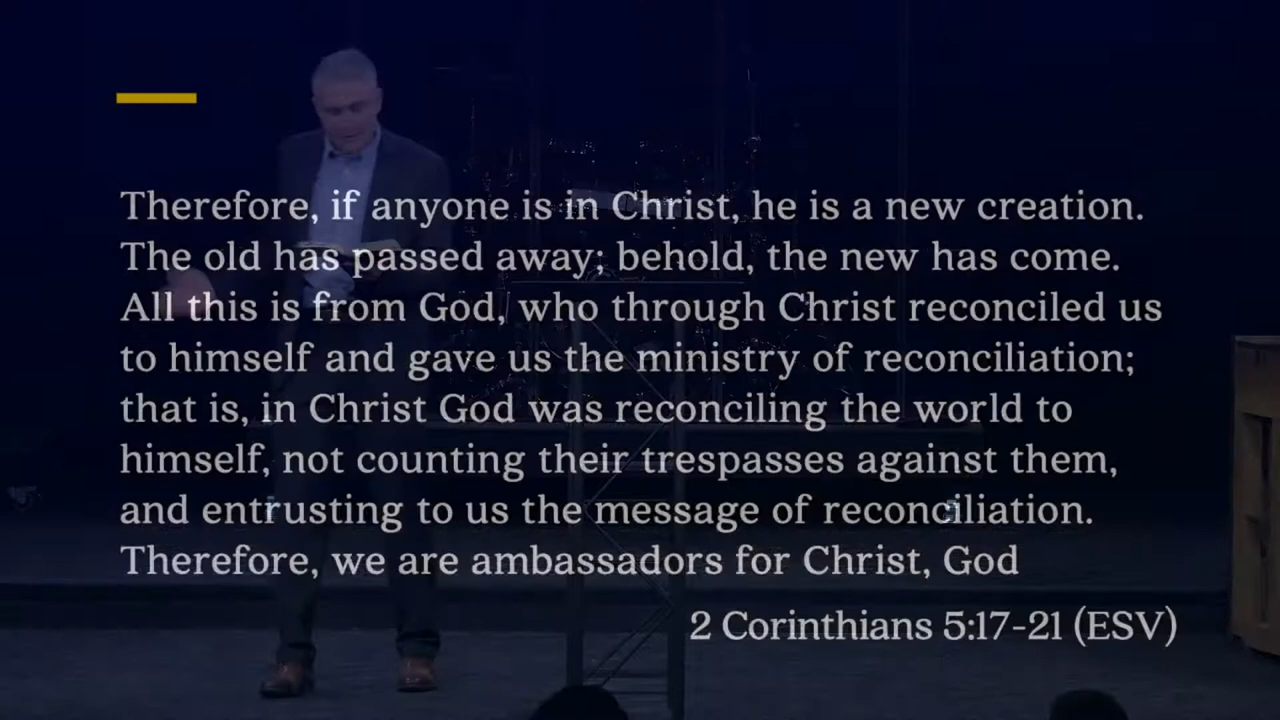 Therefore, if anyone is in Christ, he is a new creation.
The old has passed away; behold, the new has come.
All this is from God, who through Christ reconciled us
to himself and gave us the ministry of reconciliation;
that is, in Christ God was reconciling the world to
himself, not counting their trespasses against them,
and entrusting to us the message of reconciliation.
Therefore, we are ambassadors for Christ, God
2 Corinthians 5:17-21 (ESV)